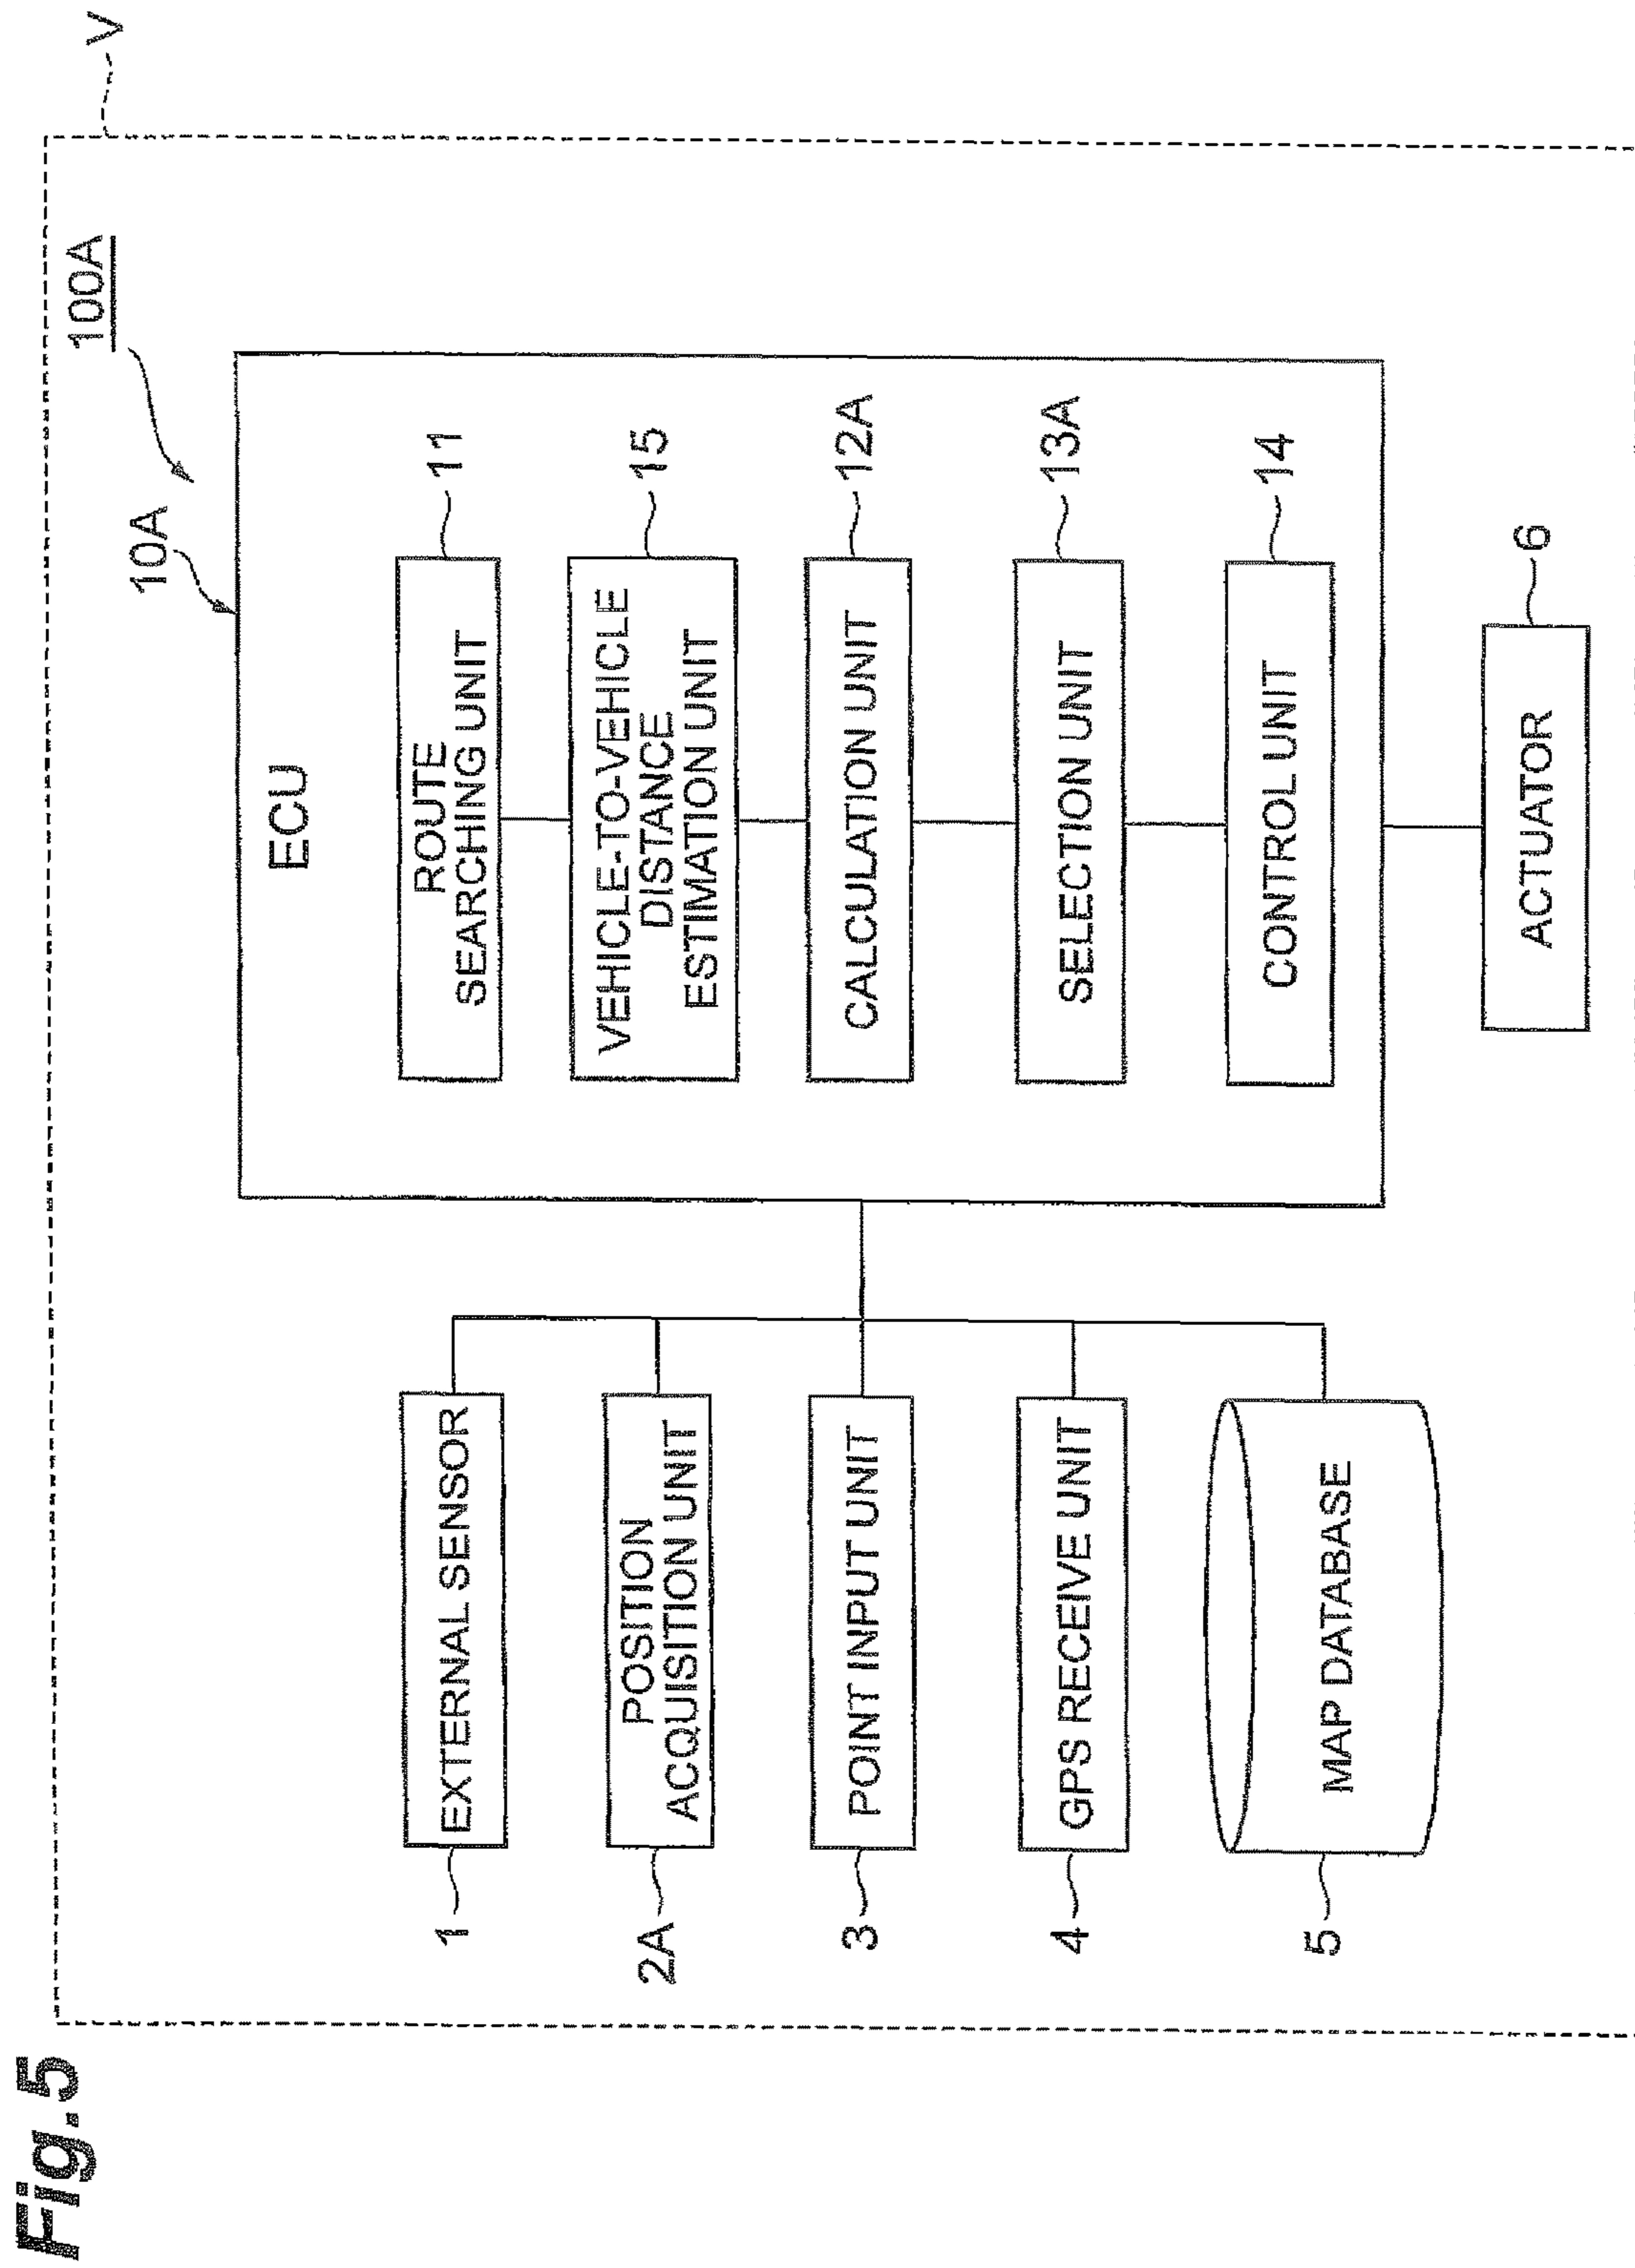 Fig.5
V
100A
10A
ECU
1
EXTERNAL SENSOR
2A
POSITION
ACQUISITION UNIT
3
POINT INPUT UNIT
4
GPS RECEIVE UNIT
5
MAP DATABASE
ROUTE
SEARCHING UNIT
11
VEHICLE-TO-VEHICLE
DISTANCE
ESTIMATION UNIT
15
CALCULATION UNIT
12A
SELECTION UNIT
13A
CONTROL UNIT
14
ACTUATOR
6